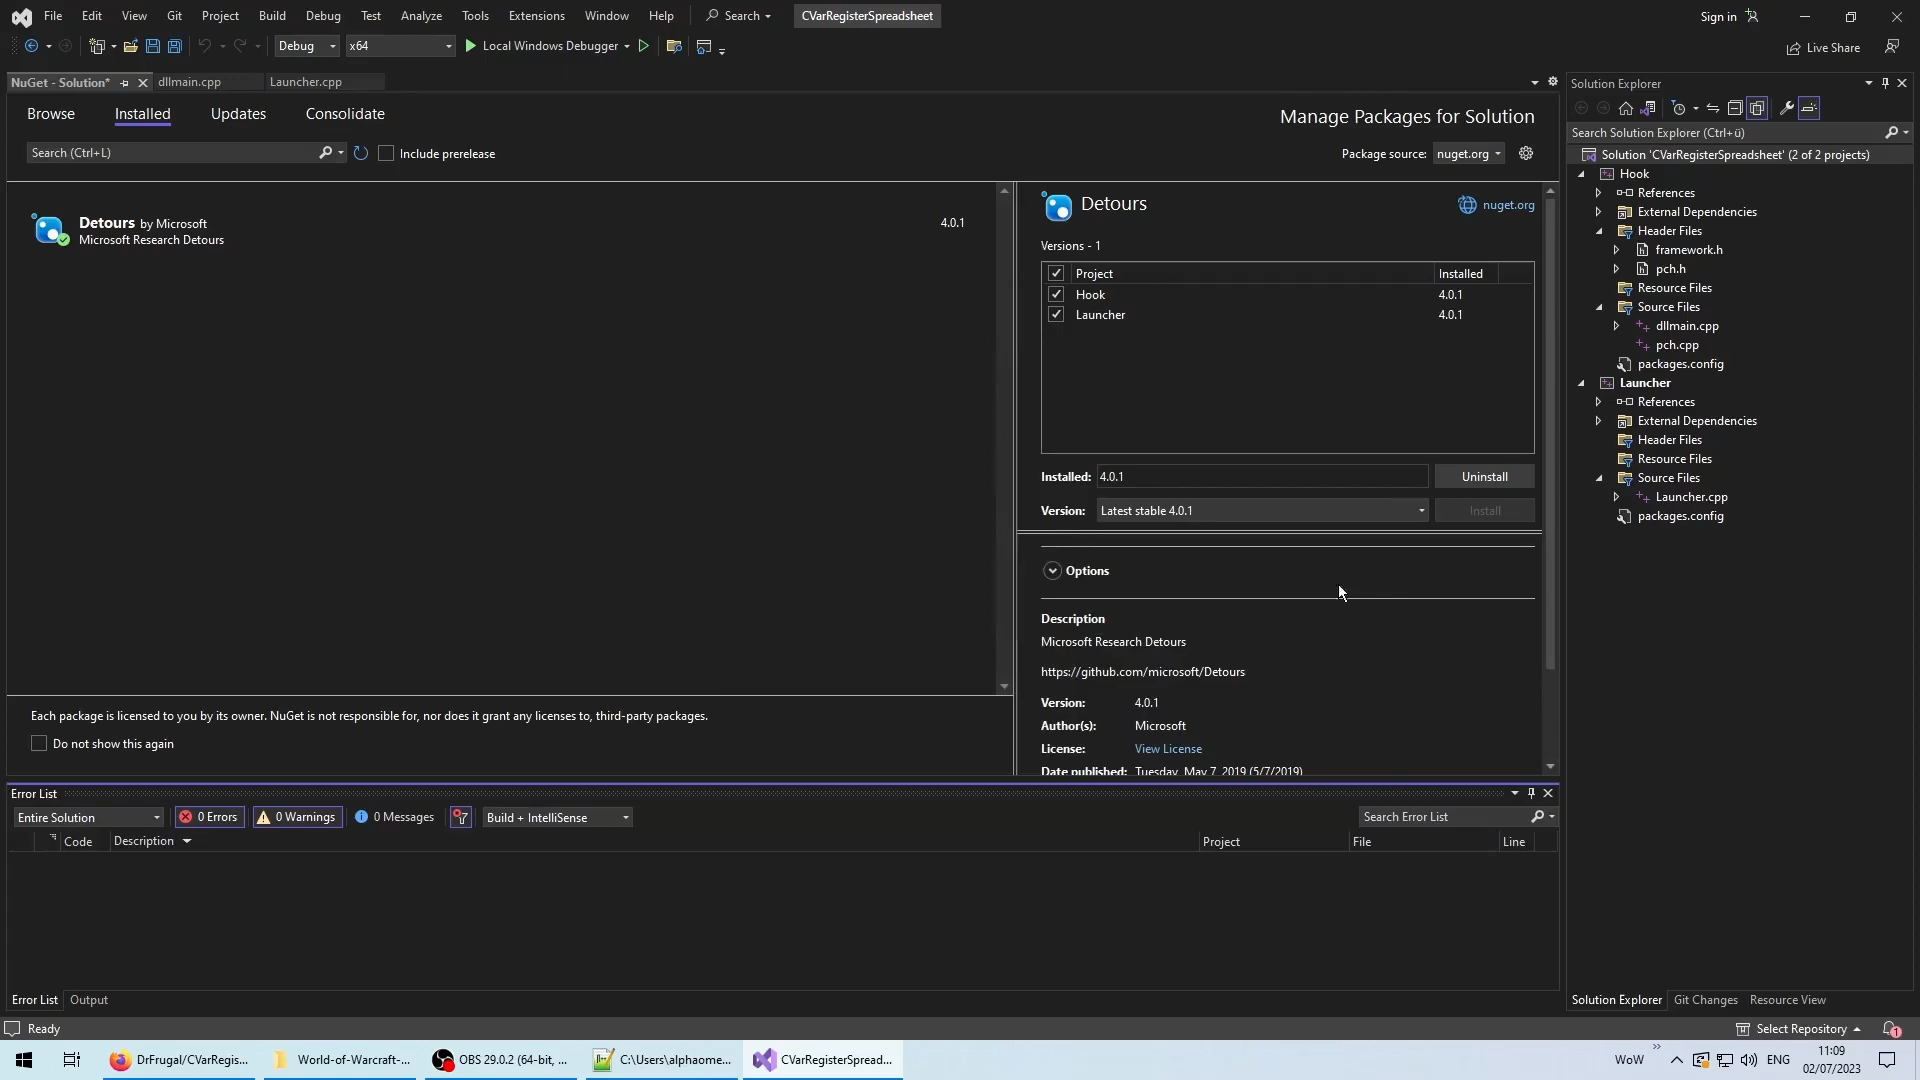 File Edit View Git Project Build Debug Test Analyze Tools Extensions Window Help Search CVarRegisterSpreadsheet Sign in
Debug x64 Local Windows Debugger Live Share
NuGet - Solution* dllmain.cpp Launcher.cpp
Browse Installed Updates Consolidate
Manage Packages for Solution
Search (Ctrl+L) Include prerelease
Package source: nuget.org
Detours by Microsoft 4.0.1
Microsoft Research Detours
Detours nuget.org
Versions - 1
Project Installed
Hook 4.0.1
Launcher 4.0.1
Installed: 4.0.1 Uninstall
Version: Latest stable 4.0.1 Install
Options
Description
Microsoft Research Detours
https://github.com/microsoft/Detours
Version: 4.0.1
Author(s): Microsoft
License: View License
Date published: Tuesday, May 7, 2019 (5/7/2019)
Each package is licensed to you by its owner. NuGet is not responsible for, nor does it grant any licenses to, third-party packages.
Do not show this again
Solution Explorer
Search Solution Explorer (Ctrl+ü)
Solution 'CVarRegisterSpreadsheet' (2 of 2 projects)
Hook
References
External Dependencies
Header Files
framework.h
pch.h
Resource Files
Source Files
dllmain.cpp
pch.cpp
packages.config
Launcher
References
External Dependencies
Header Files
Resource Files
Source Files
Launcher.cpp
packages.config
Error List
Entire Solution 0 Errors 0 Warnings 0 Messages Build + IntelliSense Search Error List
Code Description Project File Line
Error List Output
Solution Explorer Git Changes Resource View
Ready Select Repository 1
DrFrugal/CVarRegis... World-of-Warcraft-... OBS 29.0.2 (64-bit, ... C:\Users\alphaome... CVarRegisterSpread... WoW ENG 11:09
02/07/2023